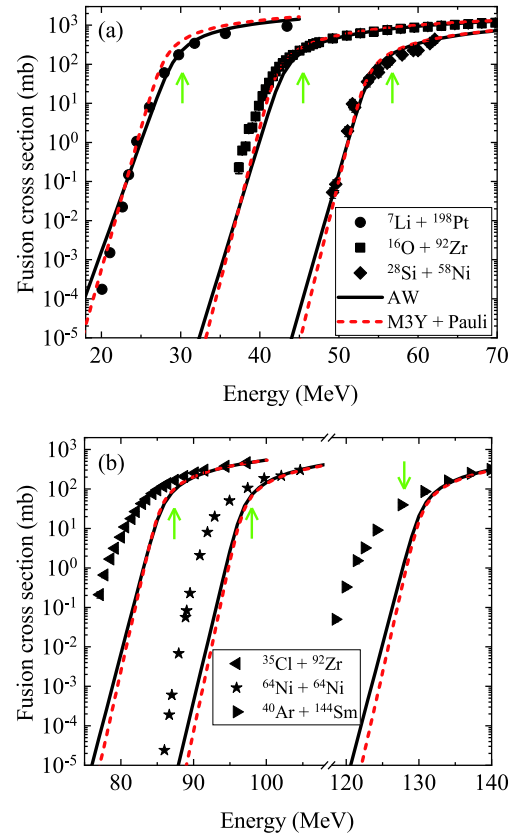 (a)
10³
10²
10¹
10⁰
10⁻¹
10⁻²
10⁻³
10⁻⁴
10⁻⁵
Fusion cross section (mb)
⁷Li + ¹⁹⁸Pt
¹⁶O + ⁹²Zr
²⁸Si + ⁵⁸Ni
AW
M3Y + Pauli
20 30 40 50 60 70
Energy (MeV)
(b)
10³
10²
10¹
10⁰
10⁻¹
10⁻²
10⁻³
10⁻⁴
10⁻⁵
Fusion cross section (mb)
³⁵Cl + ⁹²Zr
⁶⁴Ni + ⁶⁴Ni
⁴⁰Ar + ¹⁴⁴Sm
80 90 100 120 130 140
Energy (MeV)